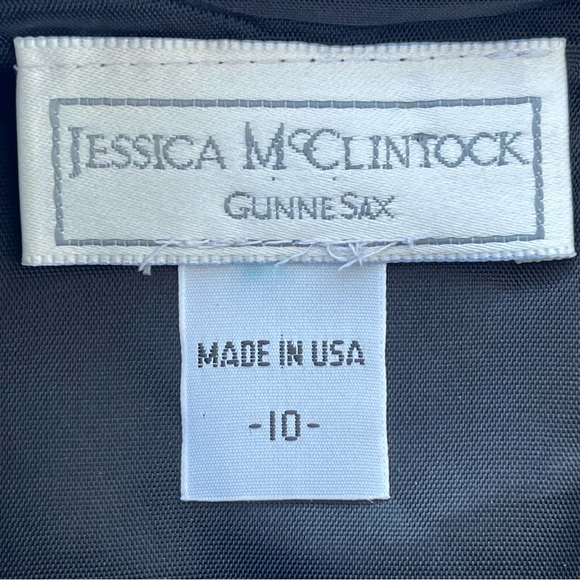 JESSICA McCLINTOCK
GUNNE SAX
MADE IN USA
-10-